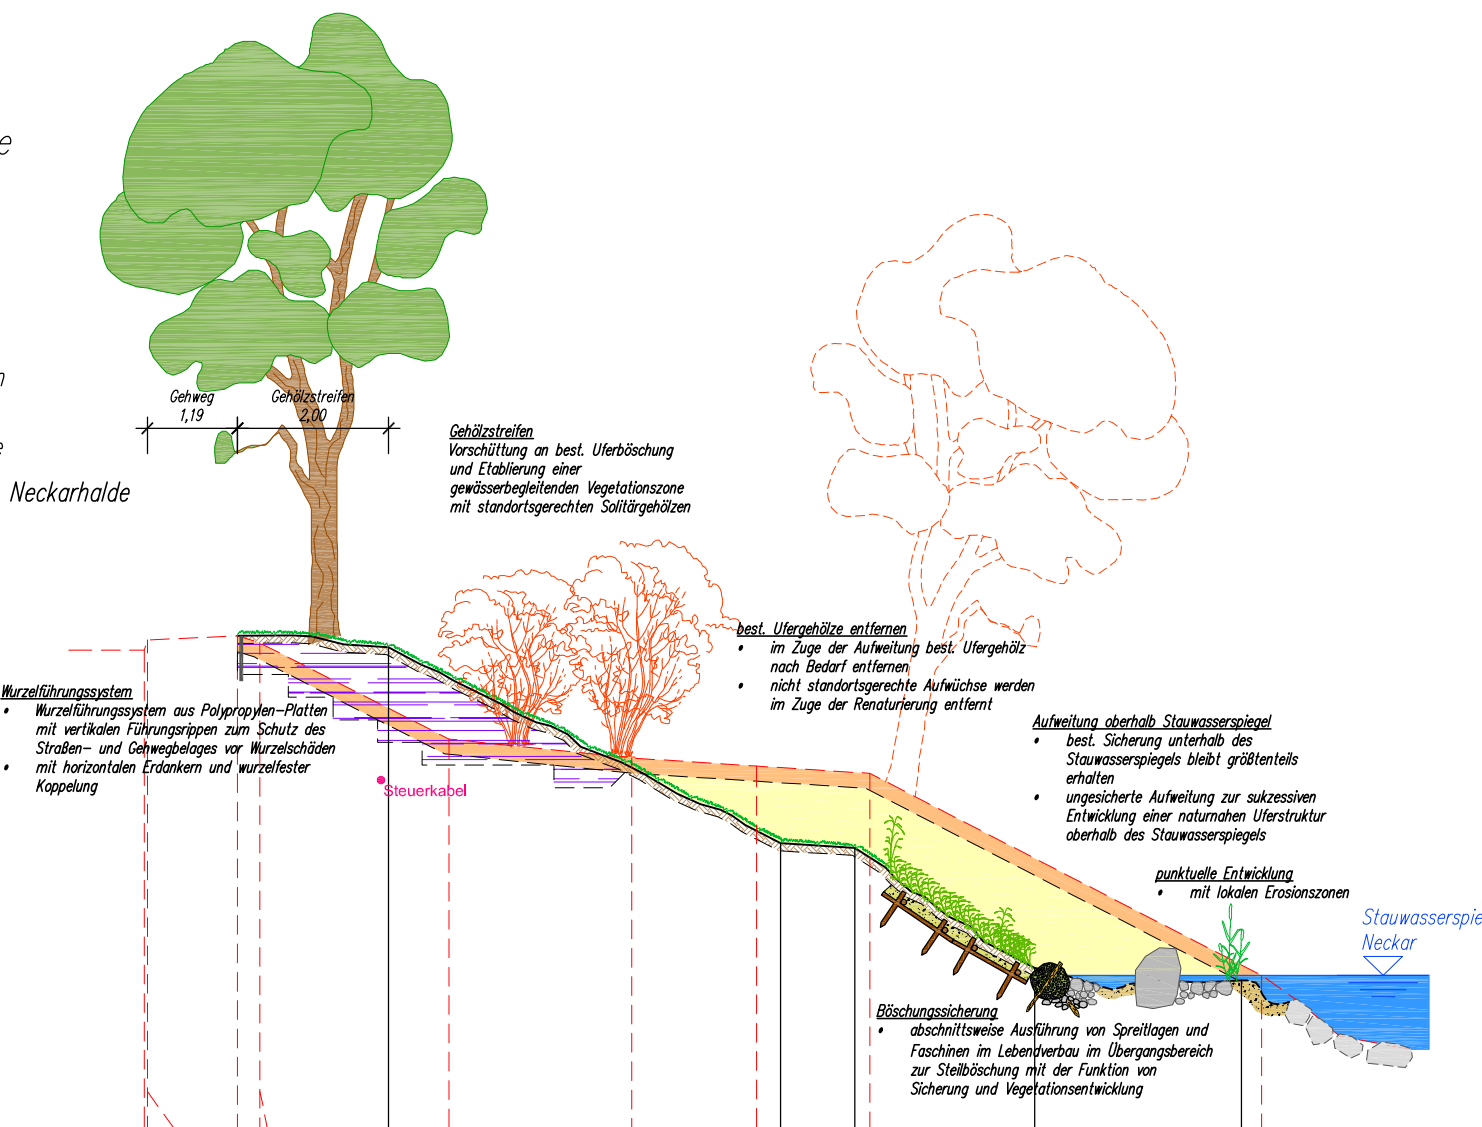 Gehweg
1,19
Gehölzstreifen
2,00
Neckarhalde
Gehölzstreifen
Vorschüttung an best. Uferböschung
und Etablierung einer
gewässerbegleitenden Vegetationszone
mit standortsgerechten Solitärgehölzen
best. Ufergehölze entfernen
• im Zuge der Aufweitung best. Ufergehölz
nach Bedarf entfernen
• nicht standortsgerechte Aufwüchse werden
im Zuge der Renaturierung entfernt
Wurzelführungssystem
• Wurzelführungssystem aus Polypropylen-Platten
mit vertikalen Führungsrippen zum Schutz des
Straßen- und Gehwegbelages vor Wurzelschäden
• mit horizontalen Erdankern und wurzelfester
Koppelung
Steuerkabel
Aufweitung oberhalb Stauwasserspiegel
• best. Sicherung unterhalb des
Stauwasserspiegels bleibt größtenteils
erhalten
• ungesicherte Aufweitung zur sukzessiven
Entwicklung einer naturnahen Uferstruktur
oberhalb des Stauwasserspiegels
punktuelle Entwicklung
• mit lokalen Erosionszonen
Stauwasserspie
Neckar
Böschungssicherung
• abschnittsweise Ausführung von Spreitlagen und
Faschinen im Lebendverbau im Übergangsbereich
zur Steilböschung mit der Funktion von
Sicherung und Vegetationsentwicklung